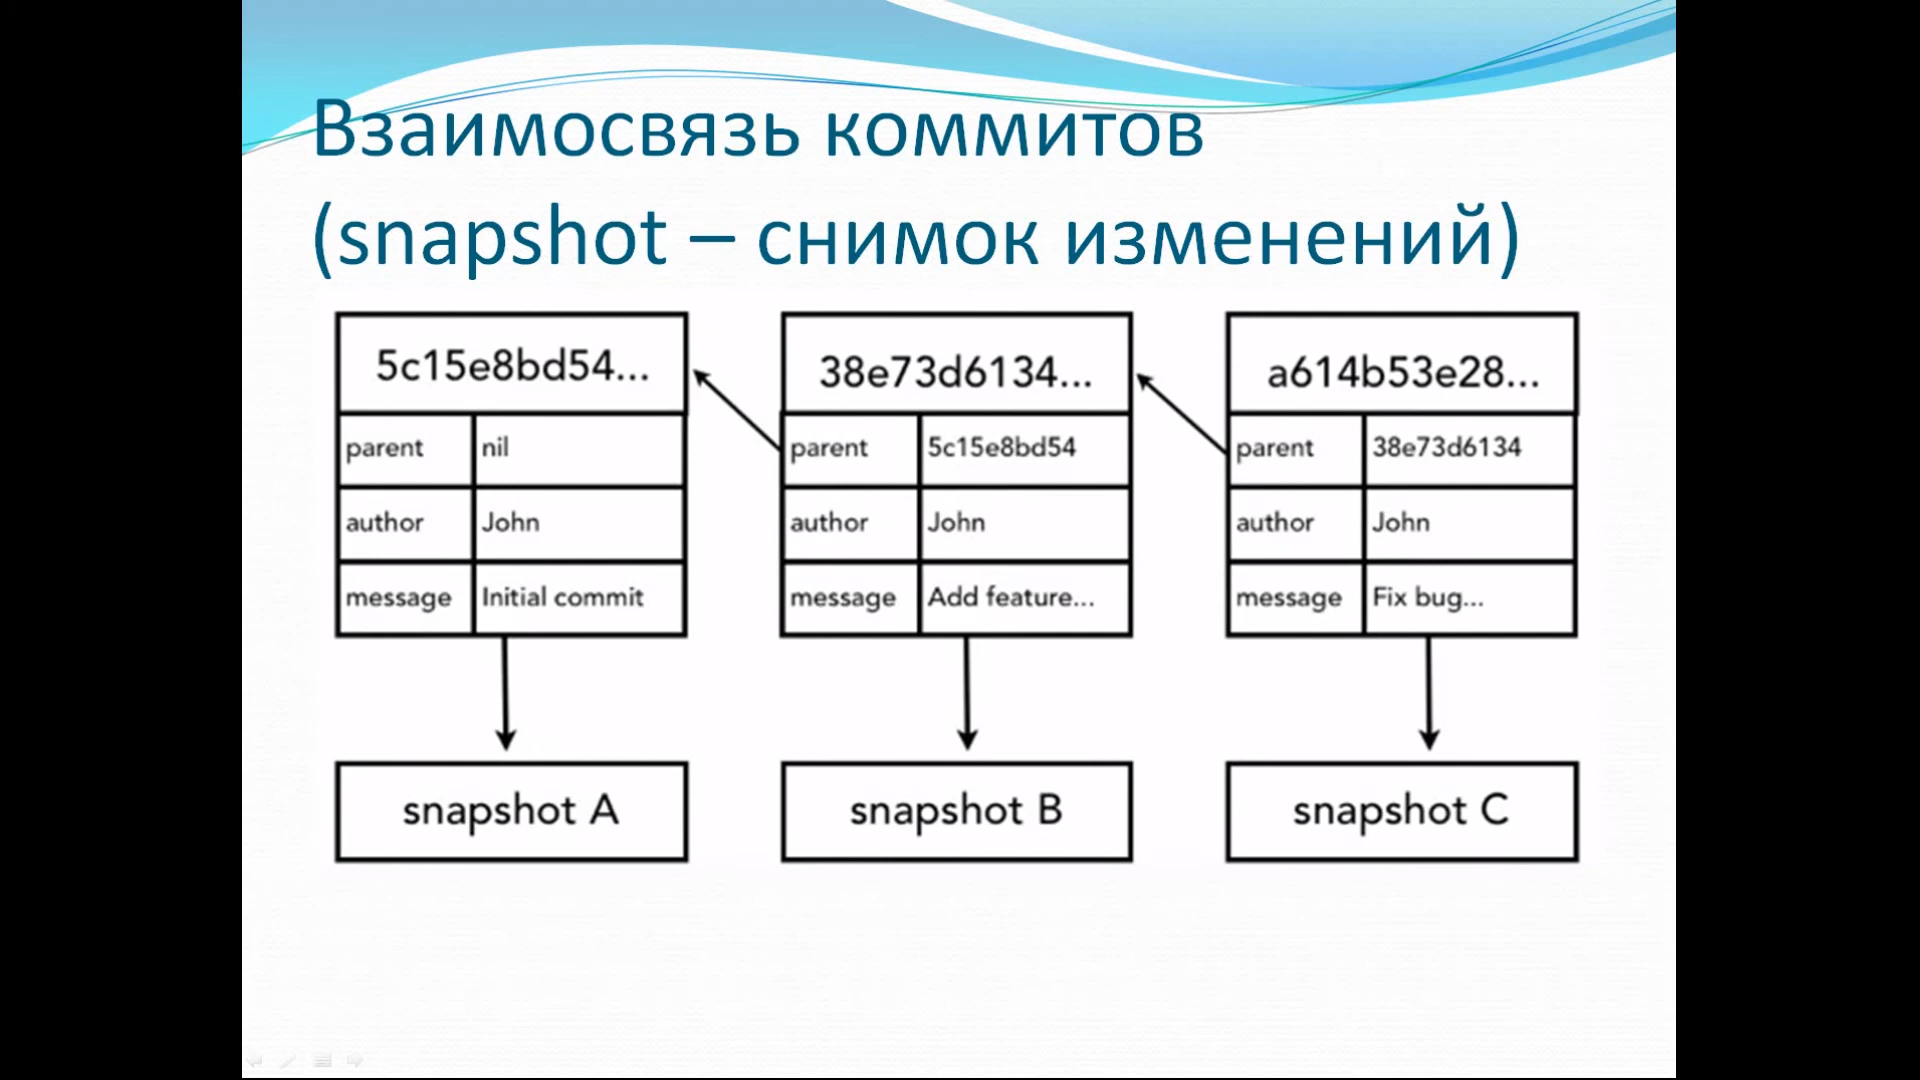 Взаимосвязь коммитов
(snapshot – снимок изменений)
5c15e8bd54...
parent nil
author John
message Initial commit
snapshot A
38e73d6134...
parent 5c15e8bd54
author John
message Add feature...
snapshot B
a614b53e28...
parent 38e73d6134
author John
message Fix bug...
snapshot C